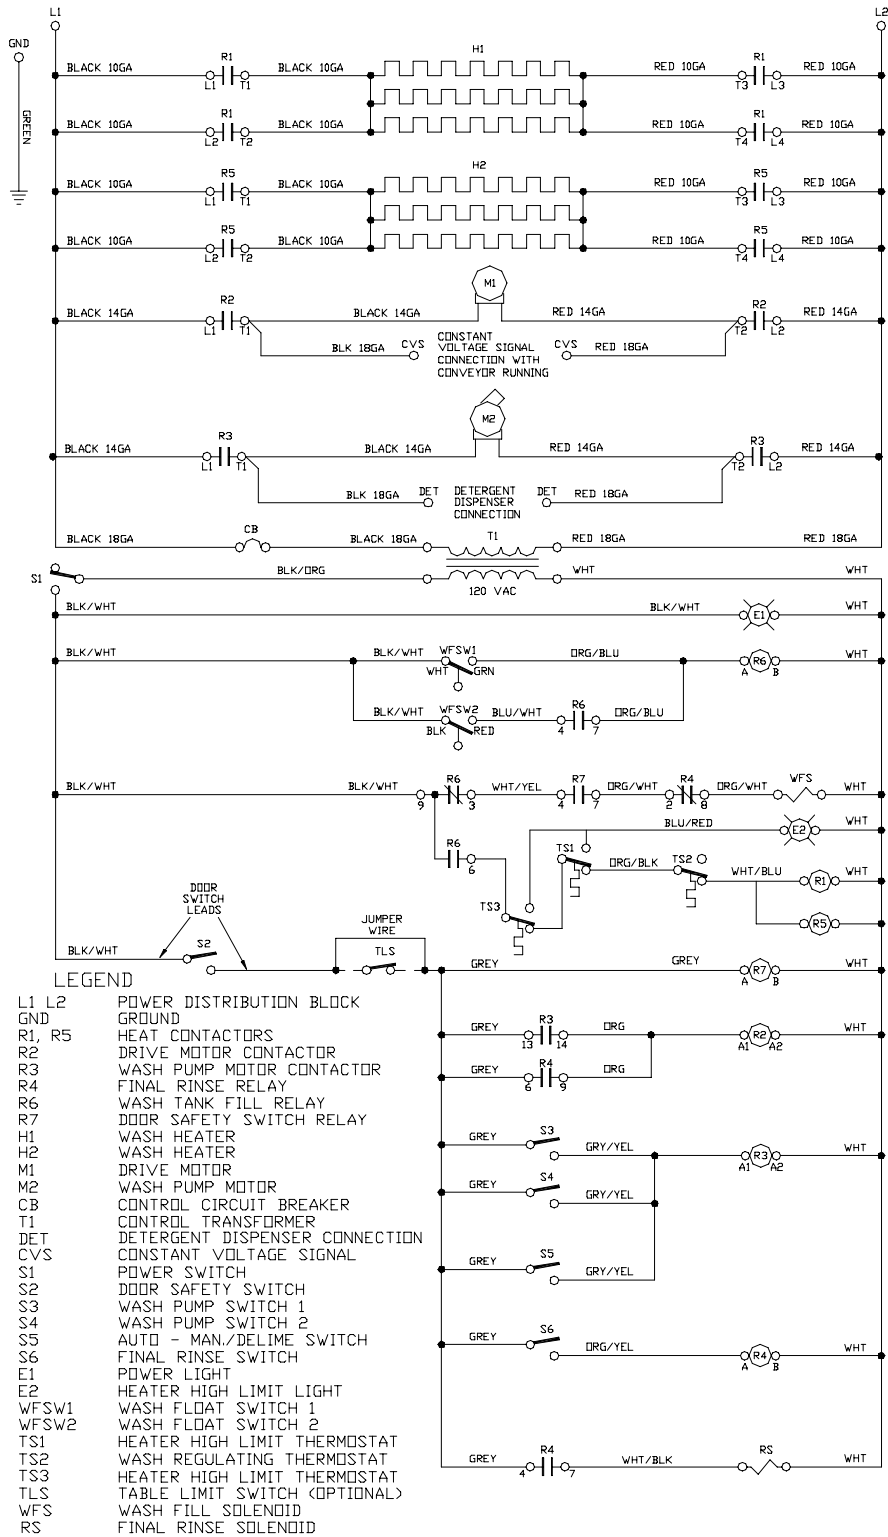 L1 L2
GND
GREEN
BLACK 10GA R1 L1 T1 BLACK 10GA H1 RED 10GA R1 T3 L3 RED 10GA
BLACK 10GA R1 L2 T2 BLACK 10GA RED 10GA R1 T4 L4 RED 10GA
BLACK 10GA R5 L1 T1 BLACK 10GA H2 RED 10GA R5 T3 L3 RED 10GA
BLACK 10GA R5 L2 T2 BLACK 10GA RED 10GA R5 T4 L4 RED 10GA
BLACK 14GA R2 L1 T1 BLACK 14GA M1 RED 14GA R2 T2 L2 RED 14GA
BLK 18GA CVS CVS RED 18GA
CONSTANT
VOLTAGE SIGNAL
CONNECTION WITH
CONVEYOR RUNNING
BLACK 14GA R3 L1 T1 BLACK 14GA M2 RED 14GA R3 T2 L2 RED 14GA
BLK 18GA DET DET RED 18GA
DETERGENT
DISPENSER
CONNECTION
BLACK 18GA CB BLACK 18GA T1 RED 18GA RED 18GA
S1 BLK/ORG 120 VAC WHT WHT
BLK/WHT BLK/WHT E1 WHT
BLK/WHT BLK/WHT WFSW1 WHT GRN ORG/BLU R6 A B WHT
BLK/WHT WFSW2 BLK RED BLU/WHT R6 4 7 ORG/BLU
BLK/WHT BLK/WHT 9 R6 3 WHT/YEL R7 4 7 ORG/WHT R4 2 8 ORG/WHT WFS WHT
BLU/RED E2 WHT
R6 6 TS3 TS1 ORG/BLK TS2 WHT/BLU R1 WHT
R5
DOOR
SWITCH
LEADS
JUMPER
WIRE
BLK/WHT S2 TLS GREY GREY R7 A B WHT
GREY R3 13 14 ORG R2 A1 A2 WHT
GREY R4 6 9 ORG
GREY S3 GRY/YEL R3 A1 A2 WHT
GREY S4 GRY/YEL
GREY S5 GRY/YEL
GREY S6 ORG/YEL R4 A B WHT
GREY R4 4 7 WHT/BLK RS WHT
LEGEND
L1 L2 POWER DISTRIBUTION BLOCK
GND GROUND
R1, R5 HEAT CONTACTORS
R2 DRIVE MOTOR CONTACTOR
R3 WASH PUMP MOTOR CONTACTOR
R4 FINAL RINSE RELAY
R6 WASH TANK FILL RELAY
R7 DOOR SAFETY SWITCH RELAY
H1 WASH HEATER
H2 WASH HEATER
M1 DRIVE MOTOR
M2 WASH PUMP MOTOR
CB CONTROL CIRCUIT BREAKER
T1 CONTROL TRANSFORMER
DET DETERGENT DISPENSER CONNECTION
CVS CONSTANT VOLTAGE SIGNAL
S1 POWER SWITCH
S2 DOOR SAFETY SWITCH
S3 WASH PUMP SWITCH 1
S4 WASH PUMP SWITCH 2
S5 AUTO - MAN./DELIME SWITCH
S6 FINAL RINSE SWITCH
E1 POWER LIGHT
E2 HEATER HIGH LIMIT LIGHT
WFSW1 WASH FLOAT SWITCH 1
WFSW2 WASH FLOAT SWITCH 2
TS1 HEATER HIGH LIMIT THERMOSTAT
TS2 WASH REGULATING THERMOSTAT
TS3 HEATER HIGH LIMIT THERMOSTAT
TLS TABLE LIMIT SWITCH (OPTIONAL)
WFS WASH FILL SOLENOID
RS FINAL RINSE SOLENOID